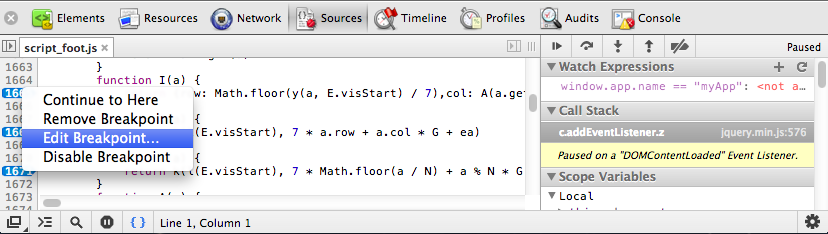 Elements Resources Network Sources Timeline Profiles Audits Console
script_foot.js ×
Paused
1663 }
1664 function I(a) {
w: Math.floor(y(a, E.visStart) / 7),col: A(a.ge
Continue to Here
Remove Breakpoint
Edit Breakpoint...
(E.visStart), 7 * a.row + a.col * G + ea)
Disable Breakpoint
{
1671 return K(l(E.visStart), 7 * Math.floor(a / N) + a % N * G
1672 }
1673
Watch Expressions
window.app.name == "myApp": <not a…
Call Stack
c.addEventListener.z jquery.min.js:576
Paused on a "DOMContentLoaded" Event Listener.
Scope Variables
Local
{ } Line 1, Column 1